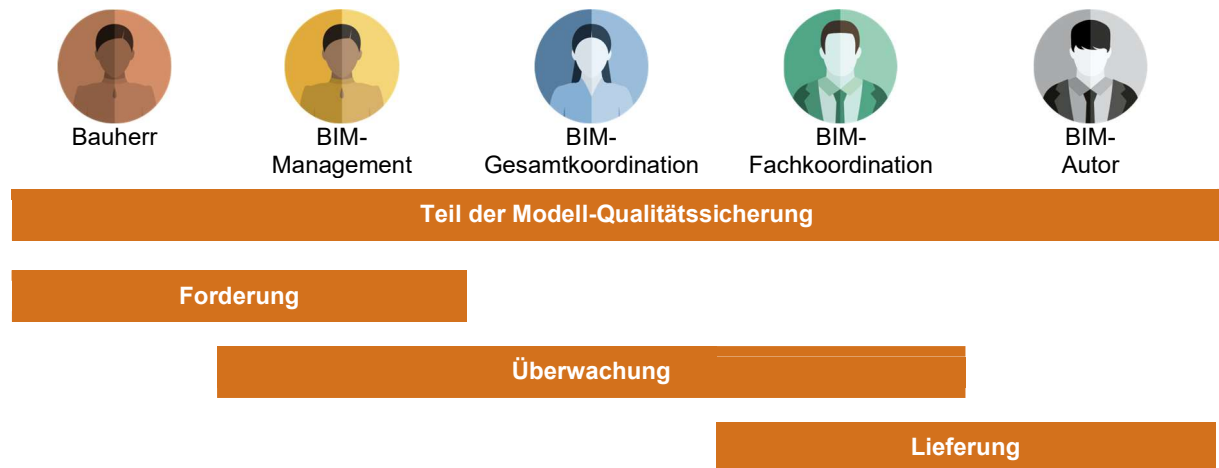 Bauherr
BIM-
Management
BIM-
Gesamtkoordination
BIM-
Fachkoordination
BIM-
Autor
Teil der Modell-Qualitätssicherung
Forderung
Überwachung
Lieferung